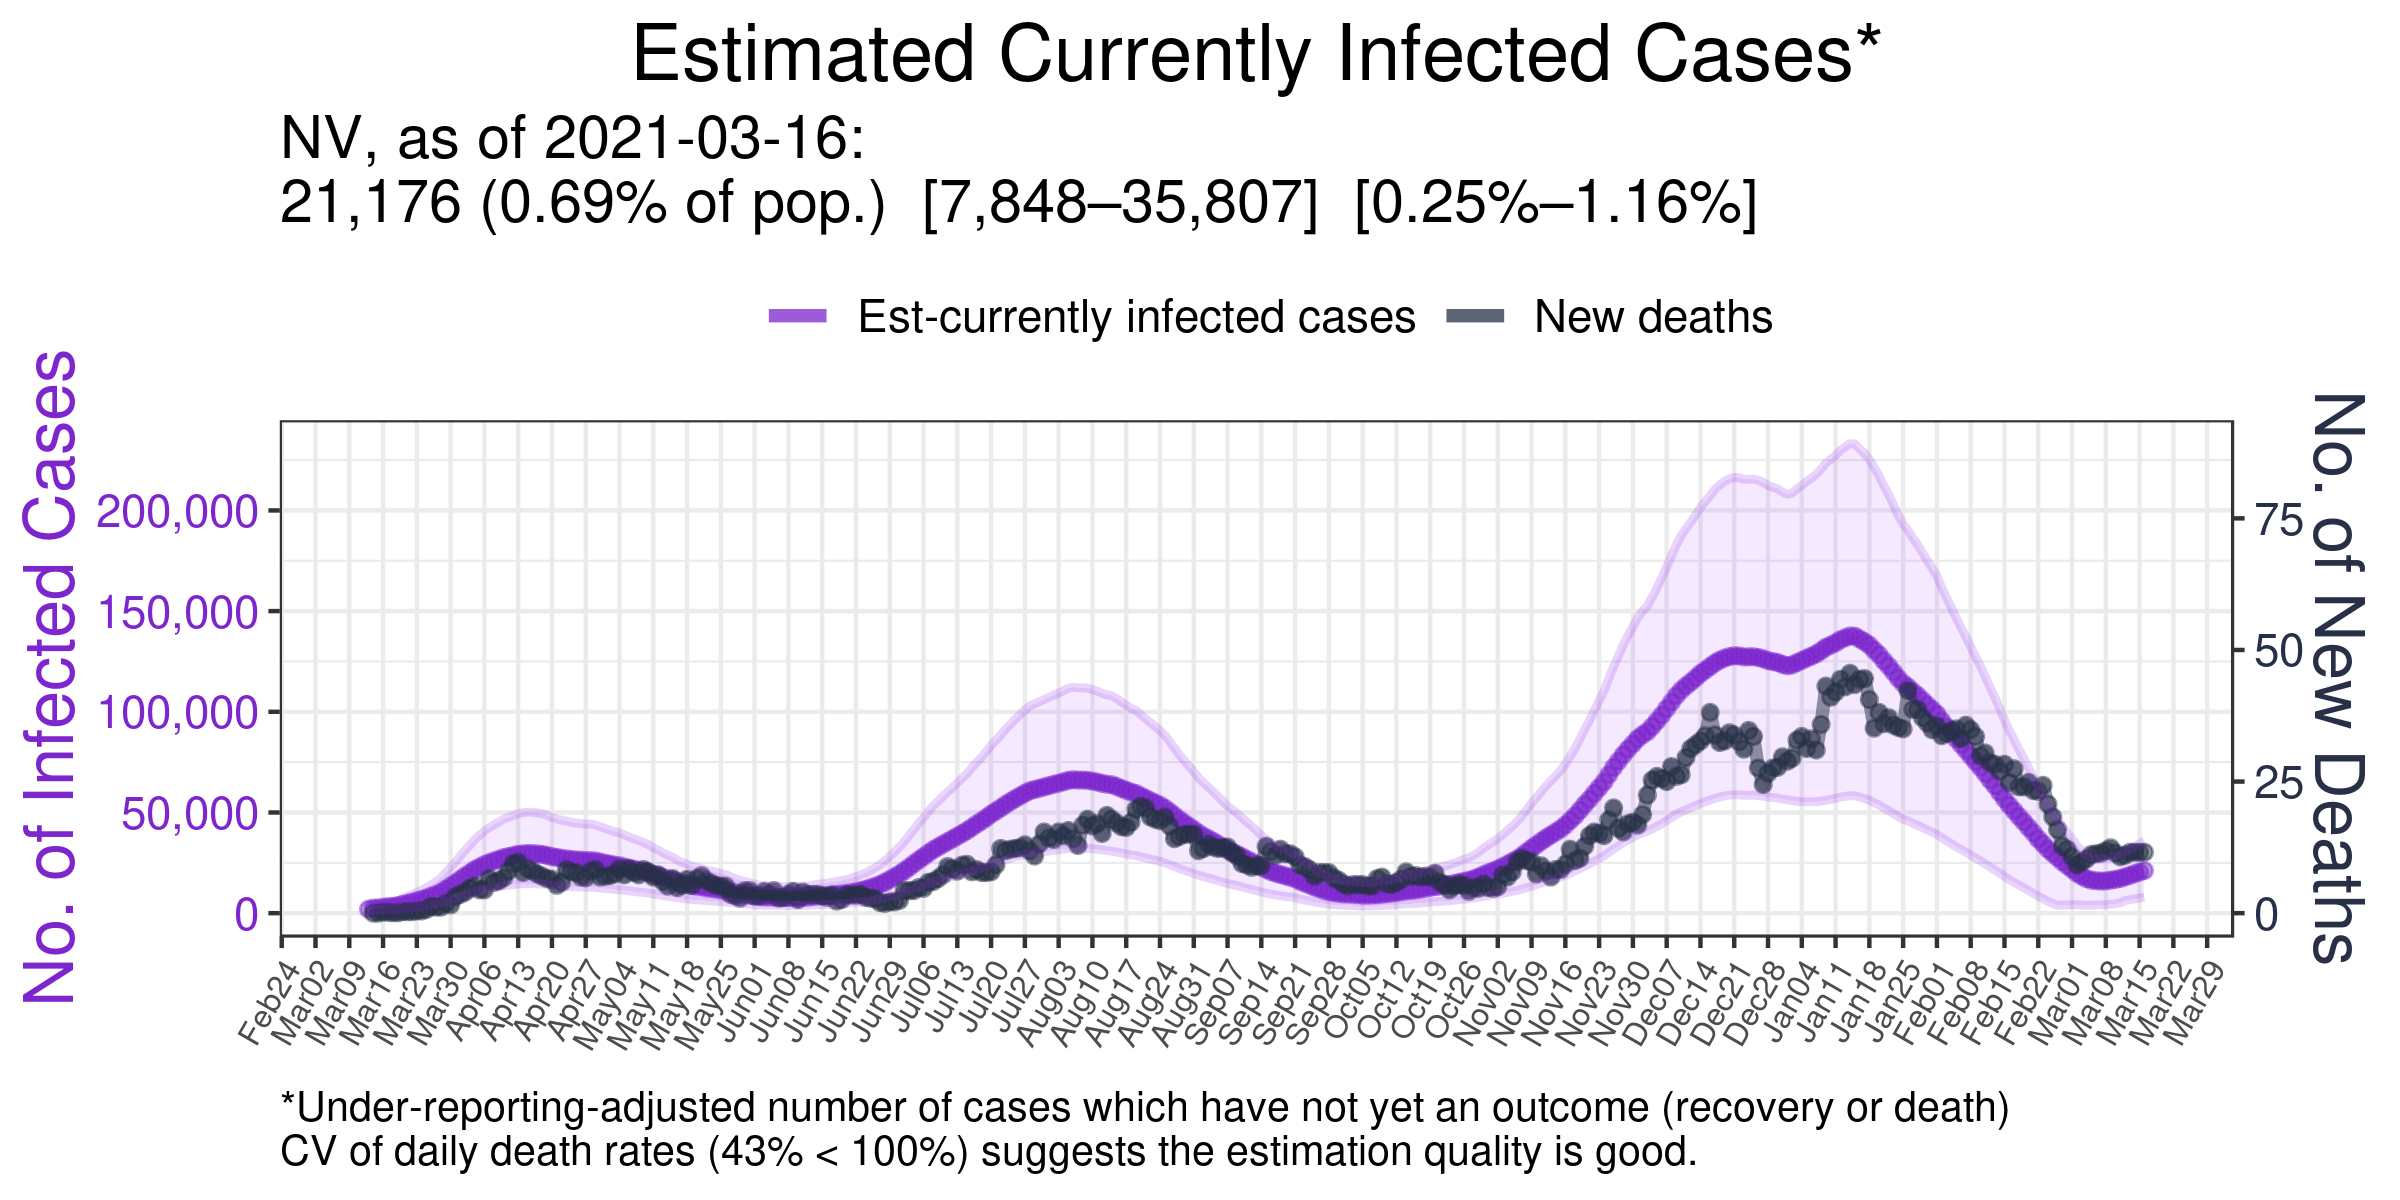 Estimated Currently Infected Cases*
NV, as of 2021-03-16:
21,176 (0.69% of pop.) [7,848–35,807] [0.25%–1.16%]
Est-currently infected cases New deaths
No. of Infected Cases
200,000
150,000
100,000
50,000
0
75
50
25
0
No. of New Deaths
Feb24 Mar02 Mar09 Mar16 Mar23 Mar30 Apr06 Apr13 Apr20 Apr27 May04 May11 May18 May25 Jun01 Jun08 Jun15 Jun22 Jun29 Jul06 Jul13 Jul20 Jul27 Aug03 Aug10 Aug17 Aug24 Aug31 Sep07 Sep14 Sep21 Sep28 Oct05 Oct12 Oct19 Oct26 Nov02 Nov09 Nov16 Nov23 Nov30 Dec07 Dec14 Dec21 Dec28 Jan04 Jan11 Jan18 Jan25 Feb01 Feb08 Feb15 Feb22 Mar01 Mar08 Mar15 Mar22 Mar29
*Under-reporting-adjusted number of cases which have not yet an outcome (recovery or death)
CV of daily death rates (43% < 100%) suggests the estimation quality is good.